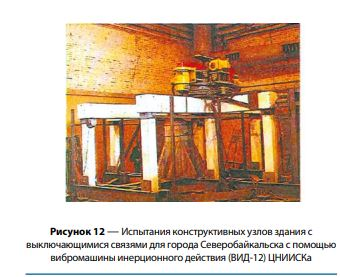 Рисунок 12 — Испытания конструктивных узлов здания с
выключающимися связями для города Северобайкальска с помощью
вибромашины инерционного действия (ВИД-12) ЦНИИСКа